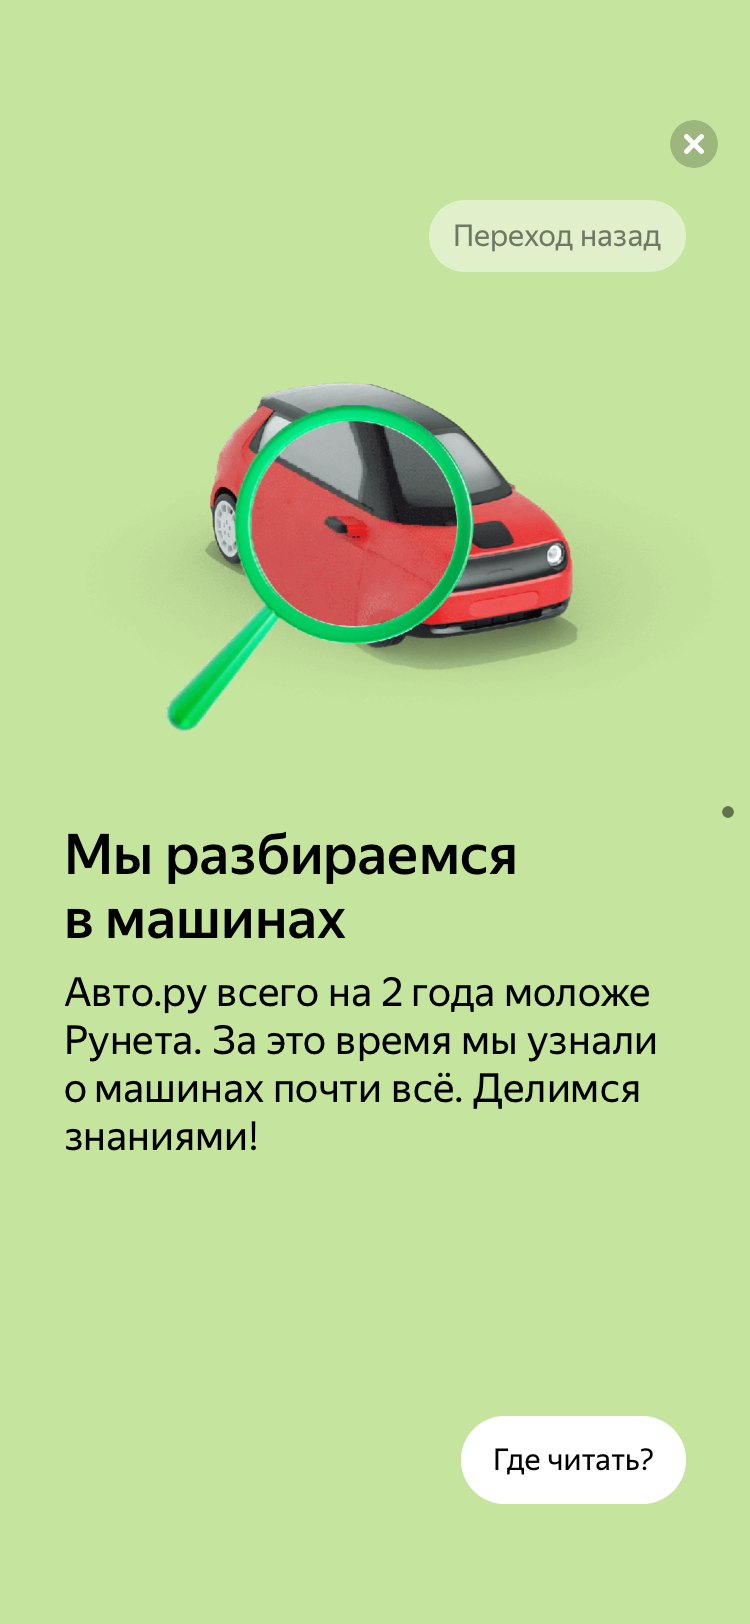 Переход назад
Мы разбираемся
в машинах
Авто.ру всего на 2 года моложе
Рунета. За это время мы узнали
о машинах почти всё. Делимся
знаниями!
Где читать?